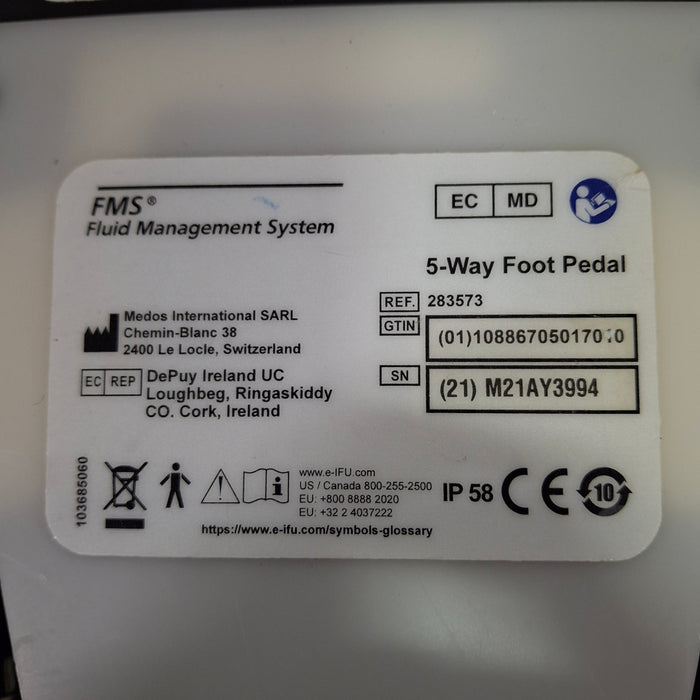 FMS®
Fluid Management System
EC MD
5-Way Foot Pedal
REF. 283573
GTIN (01)10886705017010
SN (21) M21AY3994
Medos International SARL
Chemin-Blanc 38
2400 Le Locle, Switzerland
EC REP DePuy Ireland UC
Loughbeg, Ringaskiddy
CO. Cork, Ireland
103685060
www.e-IFU.com
US / Canada 800-255-2500
EU: +800 8888 2020
EU: +32 2 4037222
IP 58 CE 10
https://www.e-ifu.com/symbols-glossary